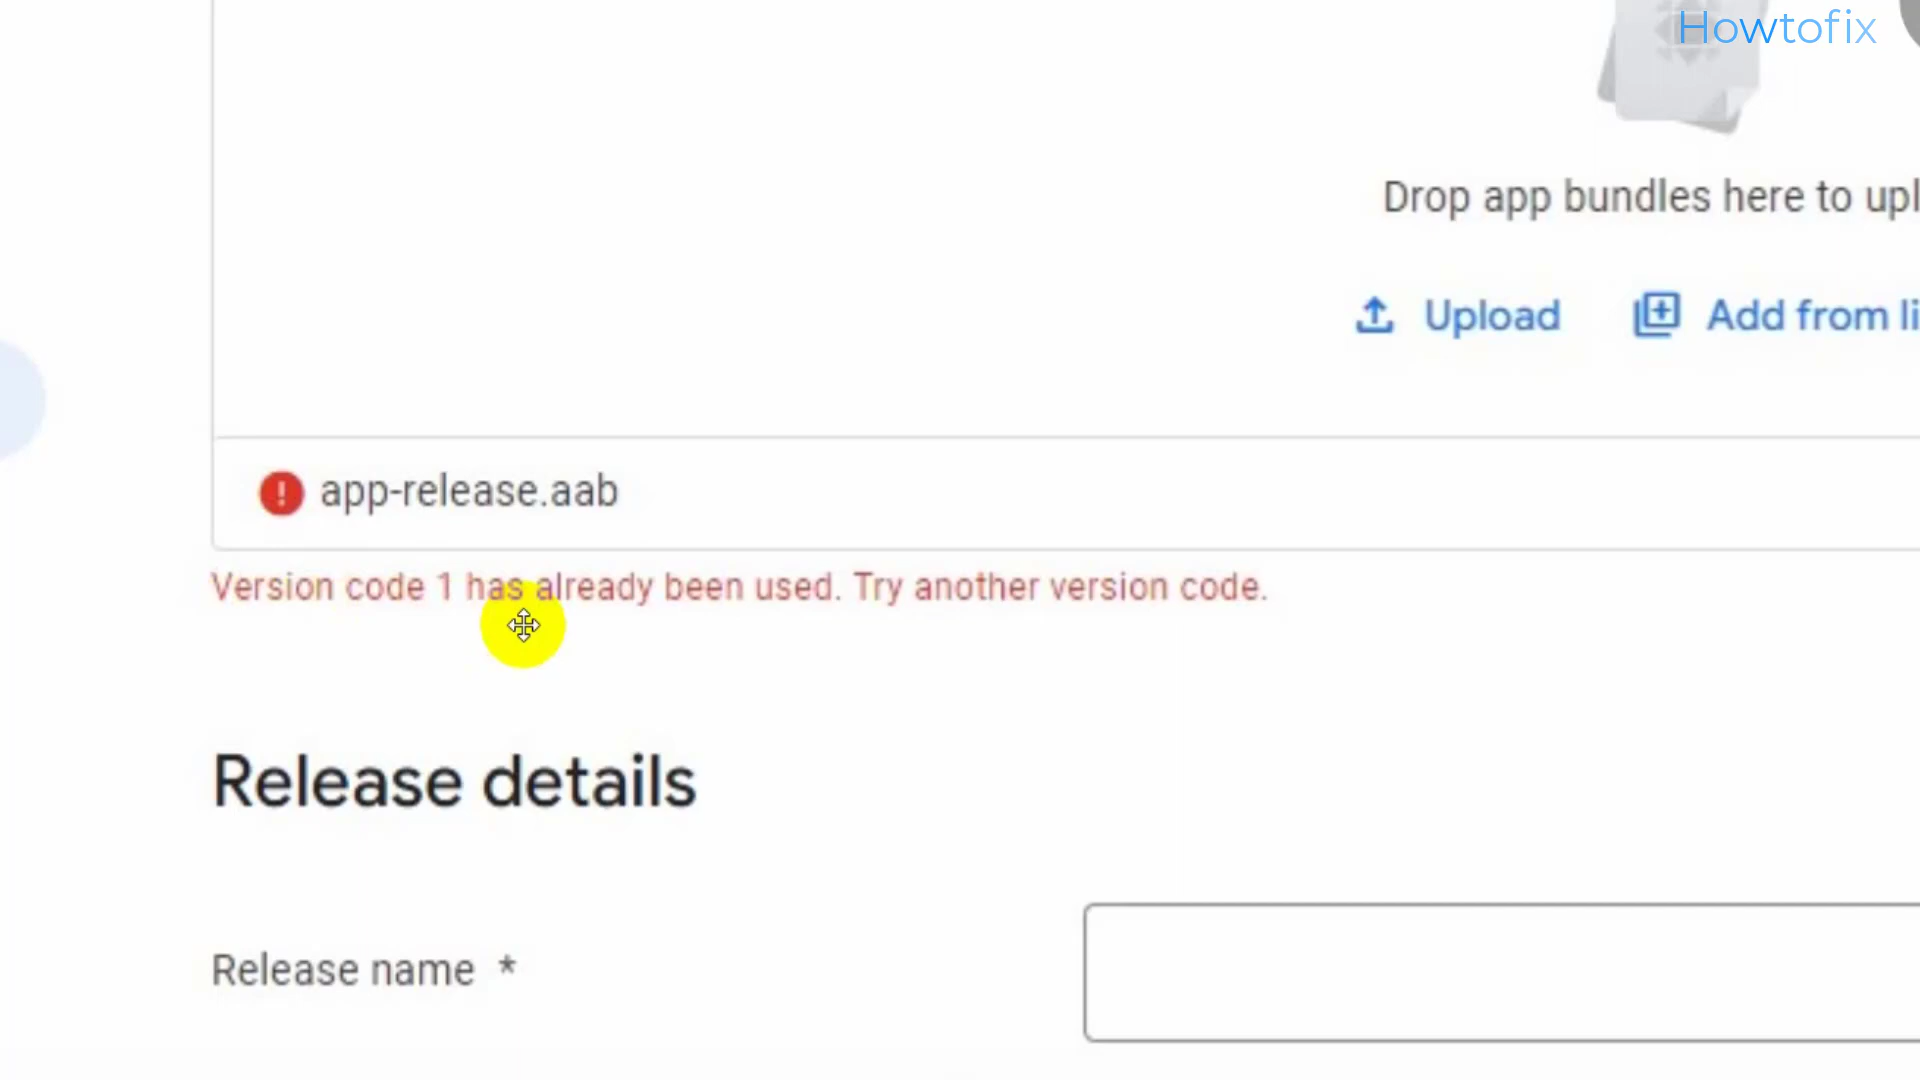 Howtofix
Drop app bundles here to upl
Upload Add from li
app-release.aab
Version code 1 has already been used. Try another version code.
Release details
Release name *